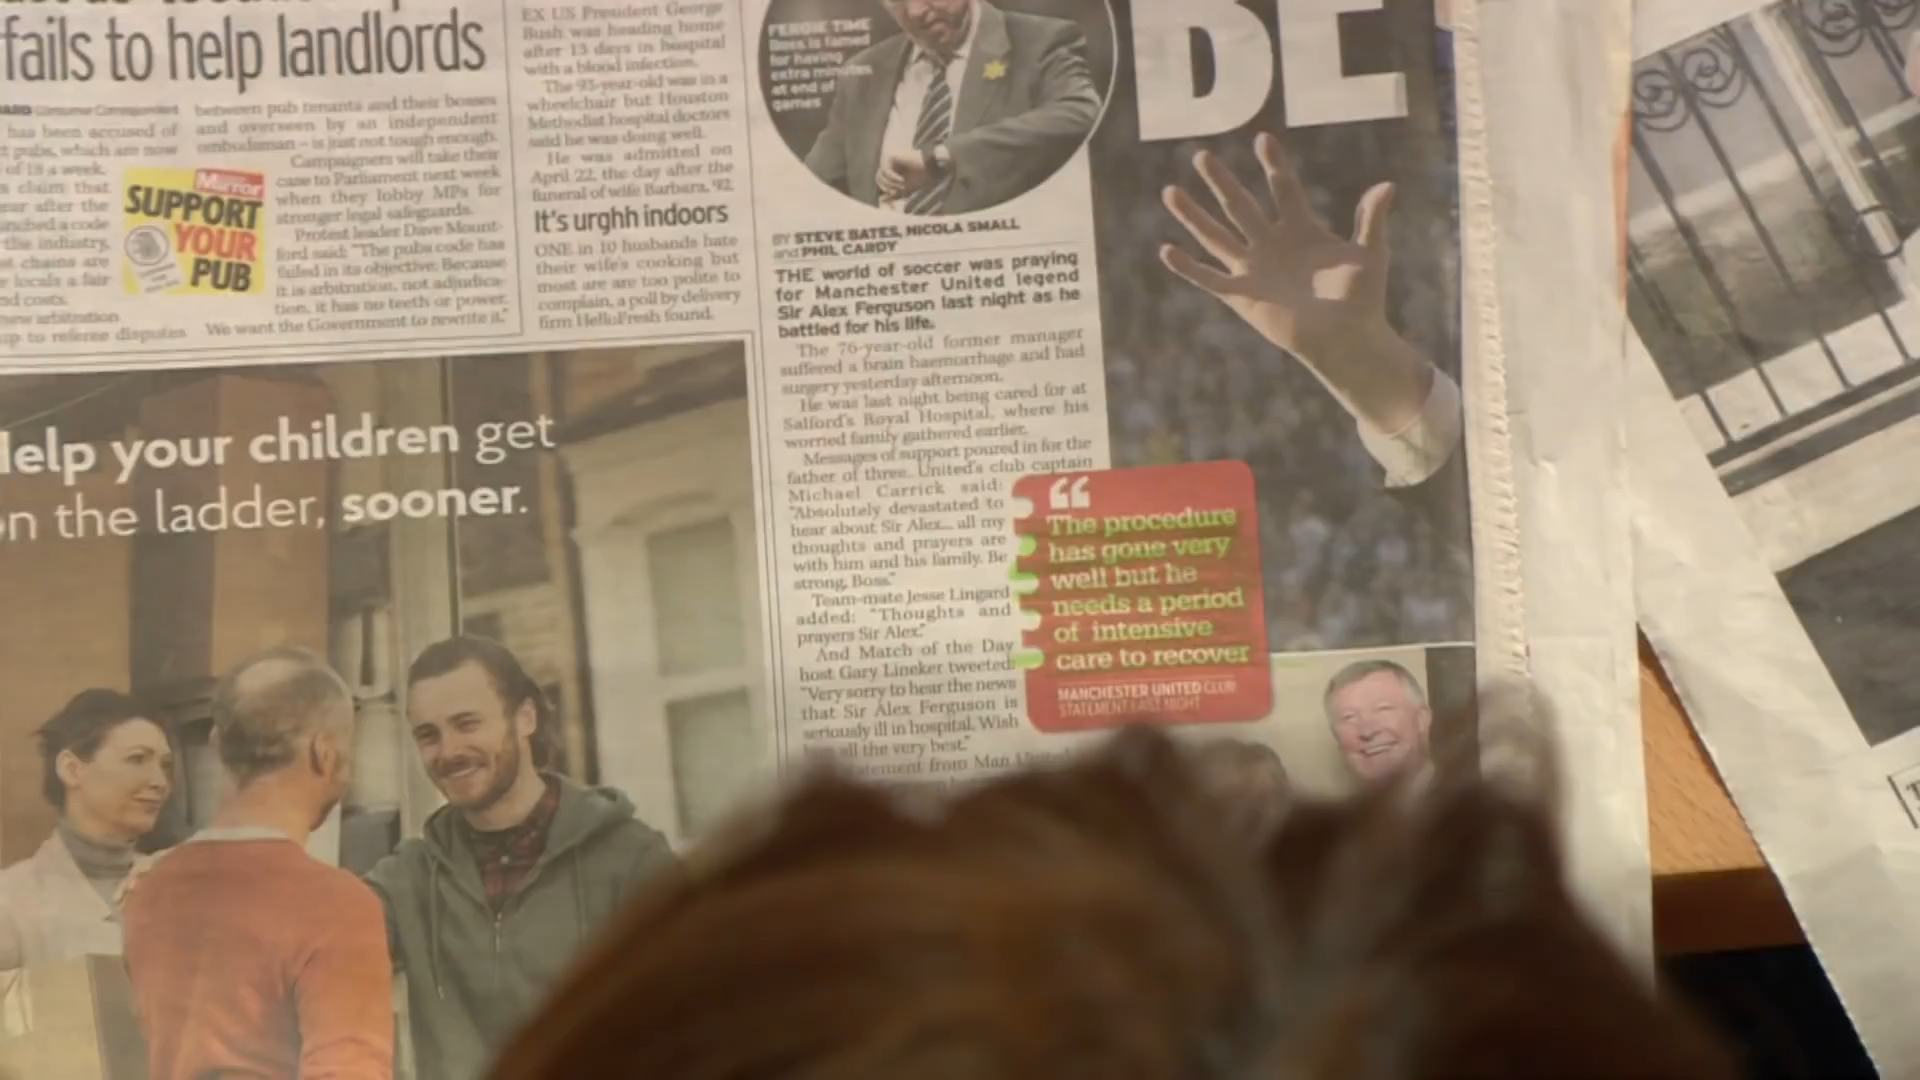 fails to help landlords
Consumer Correspondent
has been accused of
pubs, which are now
of 18 a week.
claim that
after the
a code
the industry,
chains are
locals a fair
costs.
new arbitration
up to referee disputes
between pub tenants and their bosses
and overseen by an independent
ombudsman – is just not tough enough.
Campaigners will take their
case to Parliament next week
when they lobby MPs for
stronger legal safeguards.
Protest leader Dave Mount-
ford said: "The pubs code has
failed in its objective. Because
it is arbitration, not adjudica-
tion, it has no teeth or power.
We want the Government to rewrite it."
Mirror
SUPPORT
YOUR
PUB
EX US President George
Bush was heading home
after 13 days in hospital
with a blood infection.
The 93-year-old was in a
wheelchair but Houston
Methodist hospital doctors
said he was doing well.
He was admitted on
April 22, the day after the
funeral of wife Barbara, 92.
It's urghh indoors
ONE in 10 husbands hate
their wife's cooking but
most are are too polite to
complain, a poll by delivery
firm HelloFresh found.
Help your children get
on the ladder, sooner.
FERGIE TIME
Boss is famed
for having
extra minutes
at end of
games
BY STEVE BATES, NICOLA SMALL
and PHIL CARDY
THE world of soccer was praying
for Manchester United legend
Sir Alex Ferguson last night as he
battled for his life.
The 76-year-old former manager
suffered a brain haemorrhage and had
surgery yesterday afternoon.
He was last night being cared for at
Salford's Royal Hospital, where his
worried family gathered earlier.
Messages of support poured in for the
father of three. United's club captain
Michael Carrick said:
"Absolutely devastated to
hear about Sir Alex... all my
thoughts and prayers are
with him and his family. Be
strong, Boss."
Team-mate Jesse Lingard
added: "Thoughts and
prayers Sir Alex."
And Match of the Day
host Gary Lineker tweeted:
"Very sorry to hear the news
that Sir Alex Ferguson is
seriously ill in hospital. Wish
him all the very best."
statement from Man United
BE
“
The procedure
has gone very
well but he
needs a period
of intensive
care to recover
MANCHESTER UNITED CLUB
STATEMENT LAST NIGHT